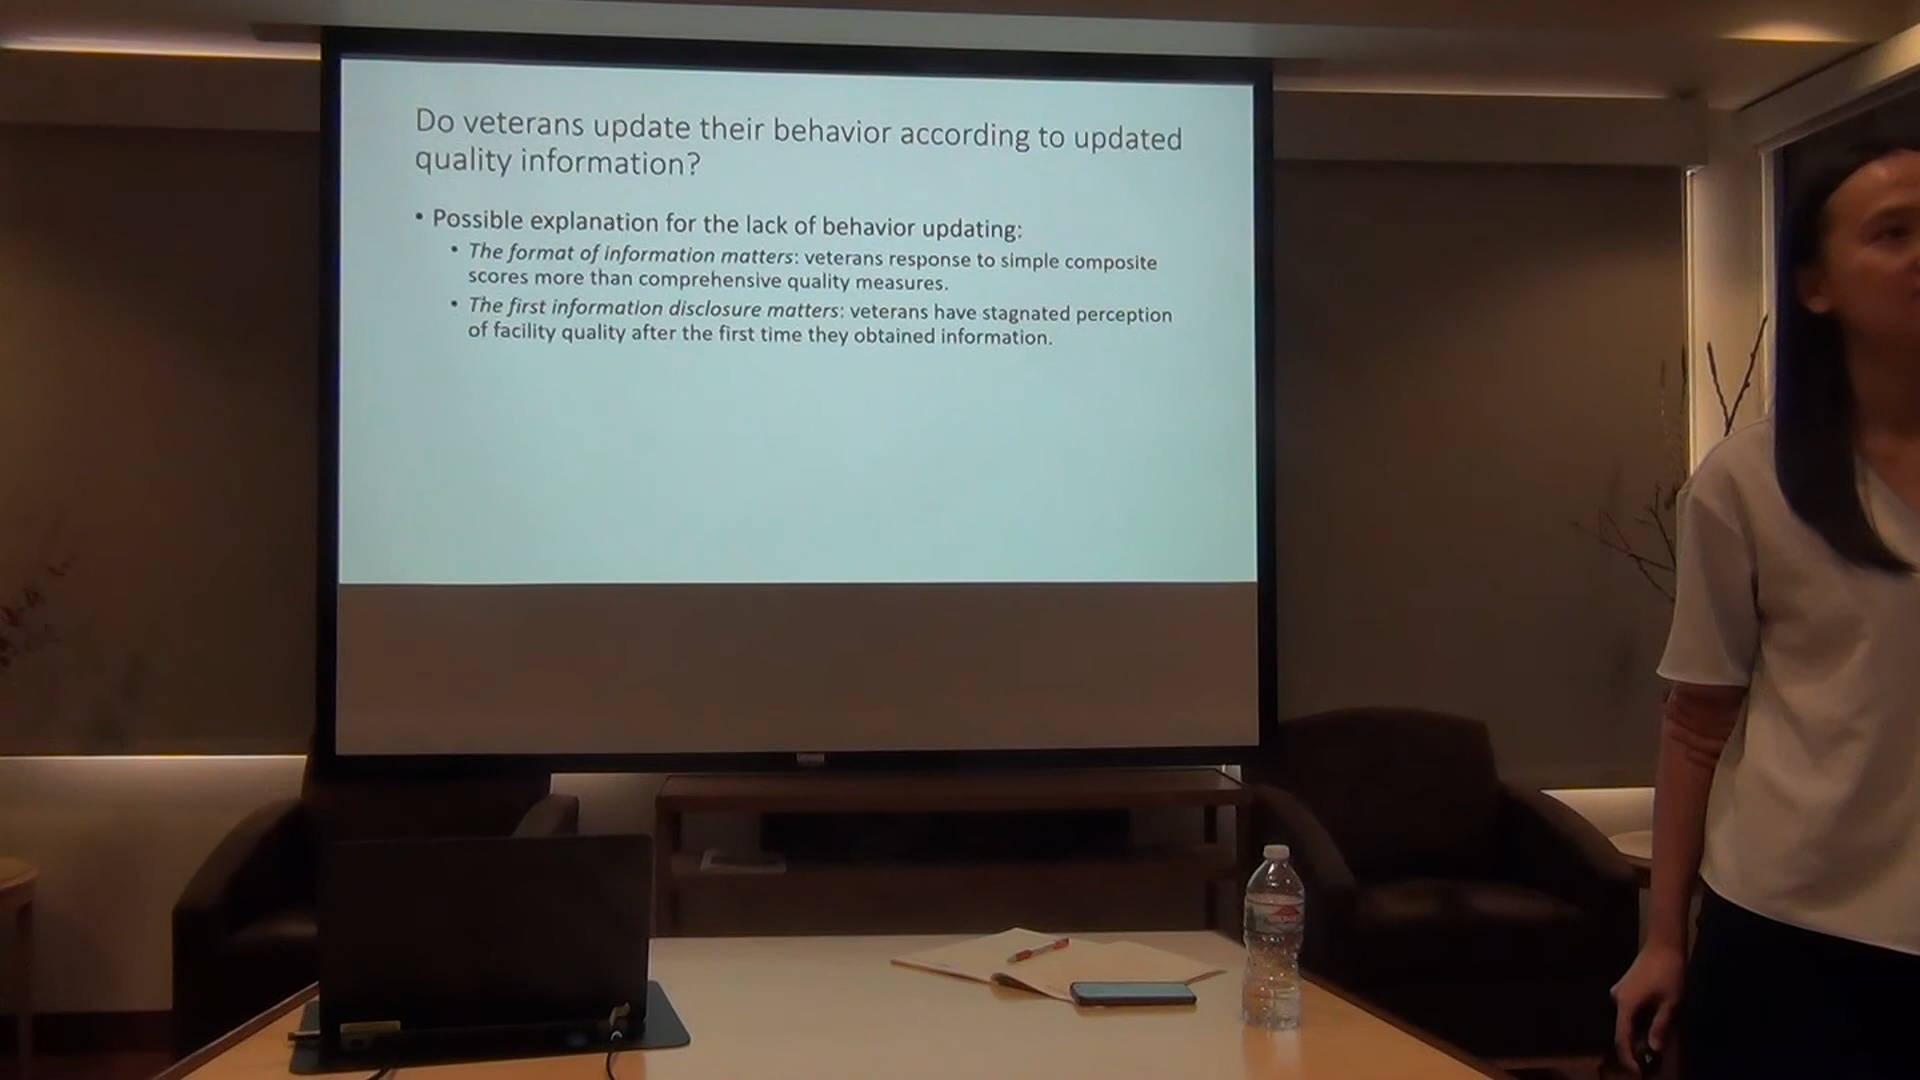 Do veterans update their behavior according to updated
quality information?
• Possible explanation for the lack of behavior updating:
• The format of information matters: veterans response to simple composite
scores more than comprehensive quality measures.
• The first information disclosure matters: veterans have stagnated perception
of facility quality after the first time they obtained information.